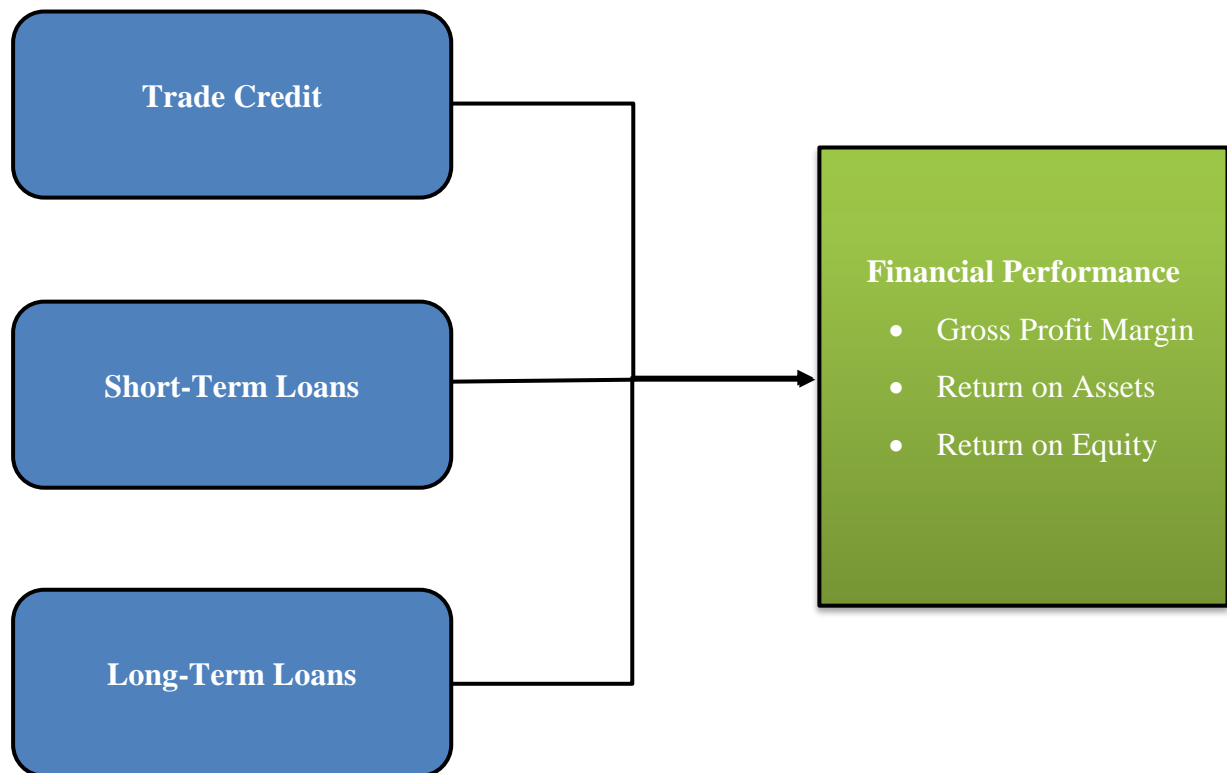 Trade Credit
Short-Term Loans
Long-Term Loans
Financial Performance
• Gross Profit Margin
• Return on Assets
• Return on Equity